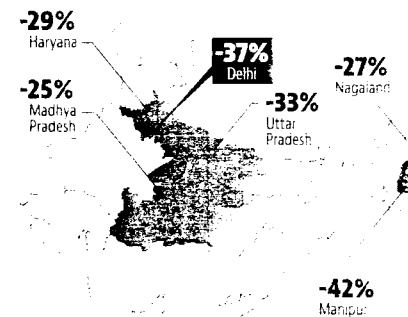 -29%
Haryana
-37%
Delhi
-25%
Madhya
Pradesh
-33%
Uttar
Pradesh
-27%
Nagaland
-42%
Manipur